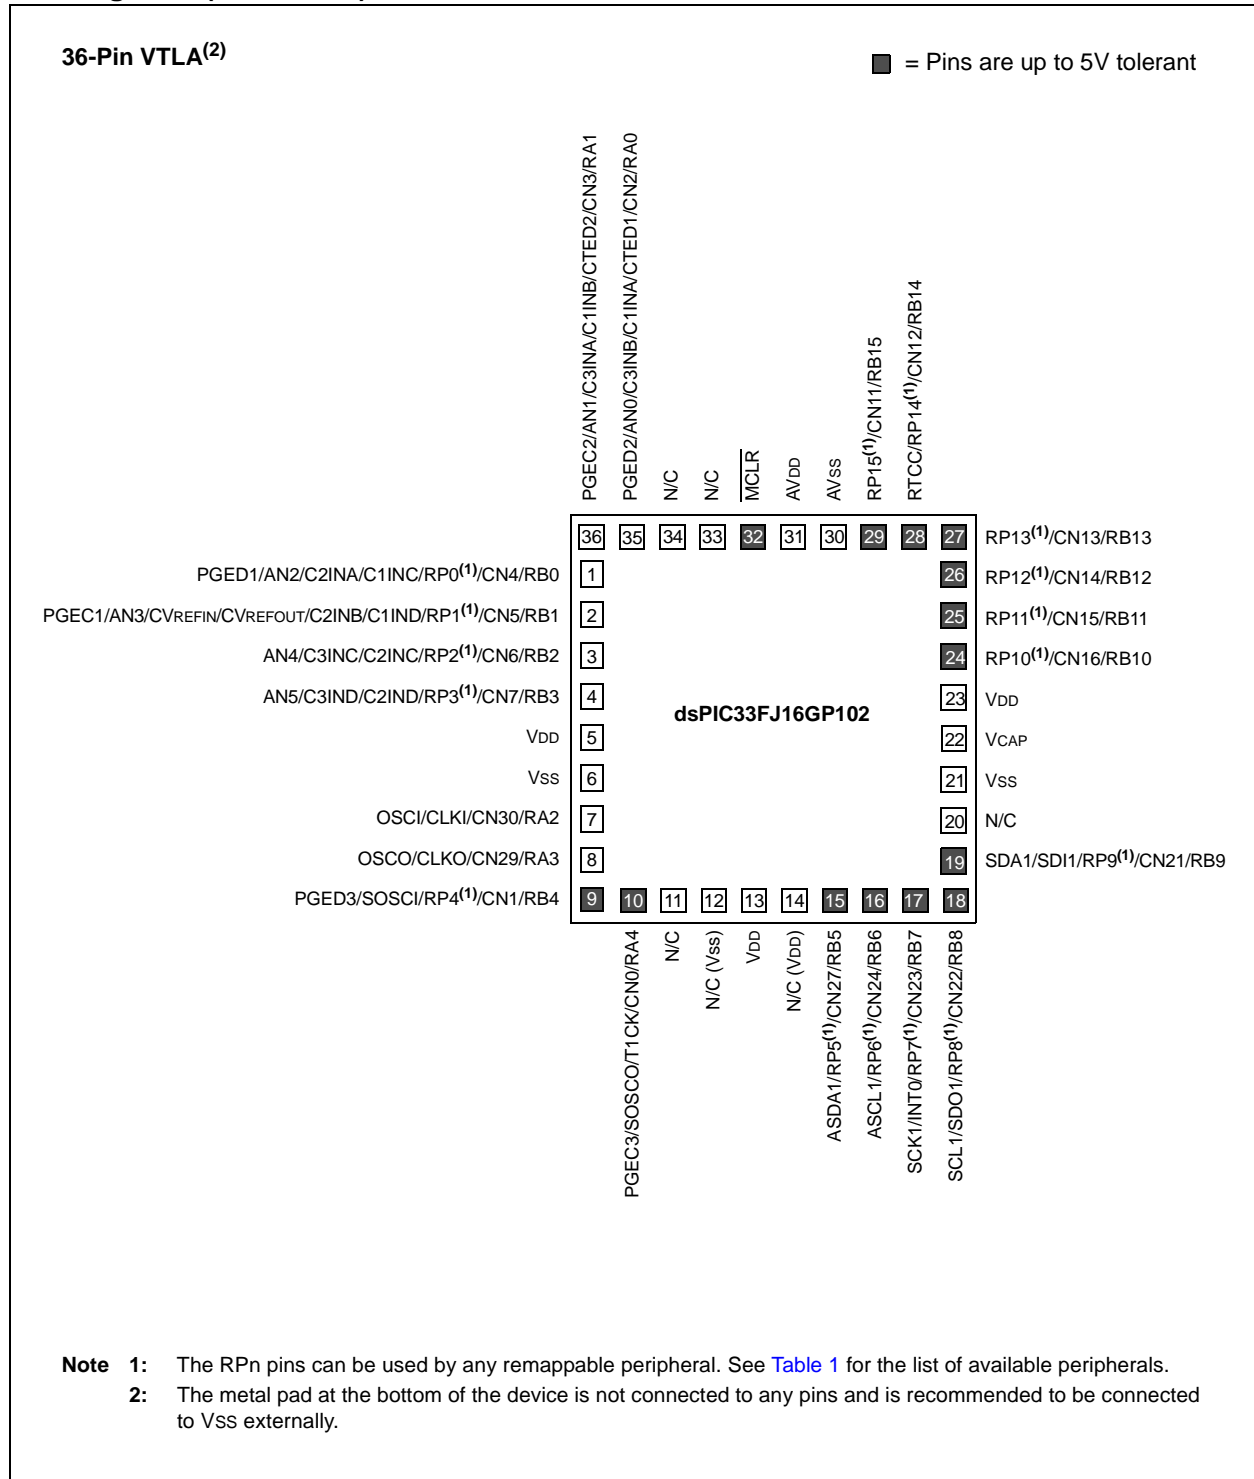 36-Pin VTLA(2)
= Pins are up to 5V tolerant
PGEC2/AN1/C3INA/C1INB/CTED2/CN3/RA1
PGED2/AN0/C3INB/C1INA/CTED1/CN2/RA0
N/C
N/C
MCLR
AVDD
AVSS
RP15(1)/CN11/RB15
RTCC/RP14(1)/CN12/RB14
36 35 34 33 32 31 30 29 28 27 RP13(1)/CN13/RB13
PGED1/AN2/C2INA/C1INC/RP0(1)/CN4/RB0 1 26 RP12(1)/CN14/RB12
PGEC1/AN3/CVREFIN/CVREFOUT/C2INB/C1IND/RP1(1)/CN5/RB1 2 25 RP11(1)/CN15/RB11
AN4/C3INC/C2INC/RP2(1)/CN6/RB2 3 24 RP10(1)/CN16/RB10
AN5/C3IND/C2IND/RP3(1)/CN7/RB3 4 23 VDD
dsPIC33FJ16GP102
VDD 5 22 VCAP
VSS 6 21 VSS
OSCI/CLKI/CN30/RA2 7 20 N/C
OSCO/CLKO/CN29/RA3 8 19 SDA1/SDI1/RP9(1)/CN21/RB9
PGED3/SOSCI/RP4(1)/CN1/RB4 9 10 11 12 13 14 15 16 17 18
PGEC3/SOSCO/T1CK/CN0/RA4
N/C
N/C (Vss)
VDD
N/C (VDD)
ASDA1/RP5(1)/CN27/RB5
ASCL1/RP6(1)/CN24/RB6
SCK1/INT0/RP7(1)/CN23/RB7
SCL1/SDO1/RP8(1)/CN22/RB8
Note 1: The RPn pins can be used by any remappable peripheral. See Table 1 for the list of available peripherals.
2: The metal pad at the bottom of the device is not connected to any pins and is recommended to be connected
to VSS externally.